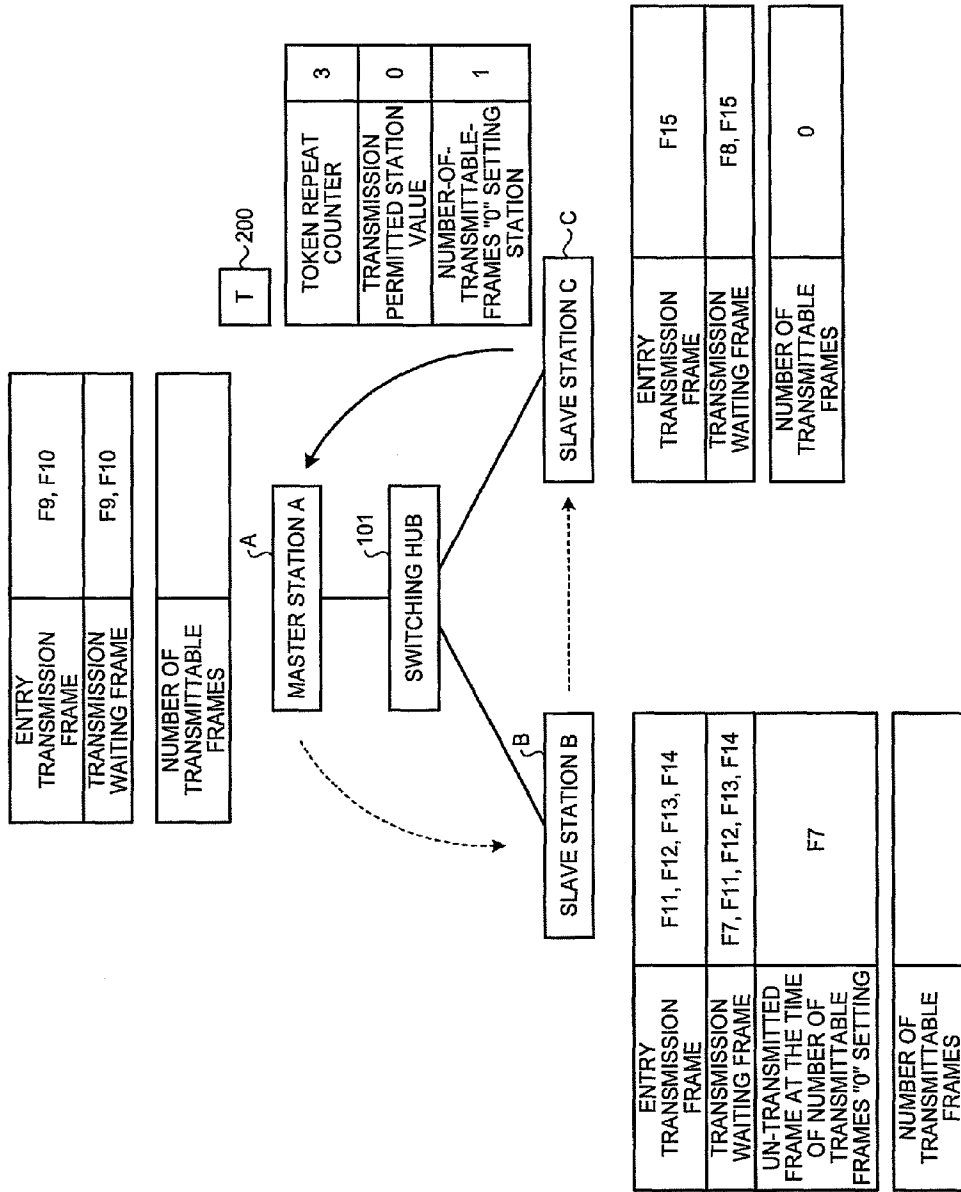 ENTRY
TRANSMISSION
FRAME
F9, F10
TRANSMISSION
WAITING FRAME
F9, F10
NUMBER OF
TRANSMITTABLE
FRAMES
T
200
TOKEN REPEAT
COUNTER
3
TRANSMISSION
PERMITTED STATION
VALUE
0
NUMBER-OF-
TRANSMITTABLE-
FRAMES "0" SETTING
STATION
1
A
MASTER STATION A
101
SWITCHING HUB
B
SLAVE STATION B
C
SLAVE STATION C
ENTRY
TRANSMISSION
FRAME
F11, F12, F13, F14
TRANSMISSION
WAITING FRAME
F7, F11, F12, F13, F14
UN-TRANSMITTED
FRAME AT THE TIME
OF NUMBER OF
TRANSMITTABLE
FRAMES "0" SETTING
F7
NUMBER OF
TRANSMITTABLE
FRAMES
ENTRY
TRANSMISSION
FRAME
F15
TRANSMISSION
WAITING FRAME
F8, F15
NUMBER OF
TRANSMITTABLE
FRAMES
0